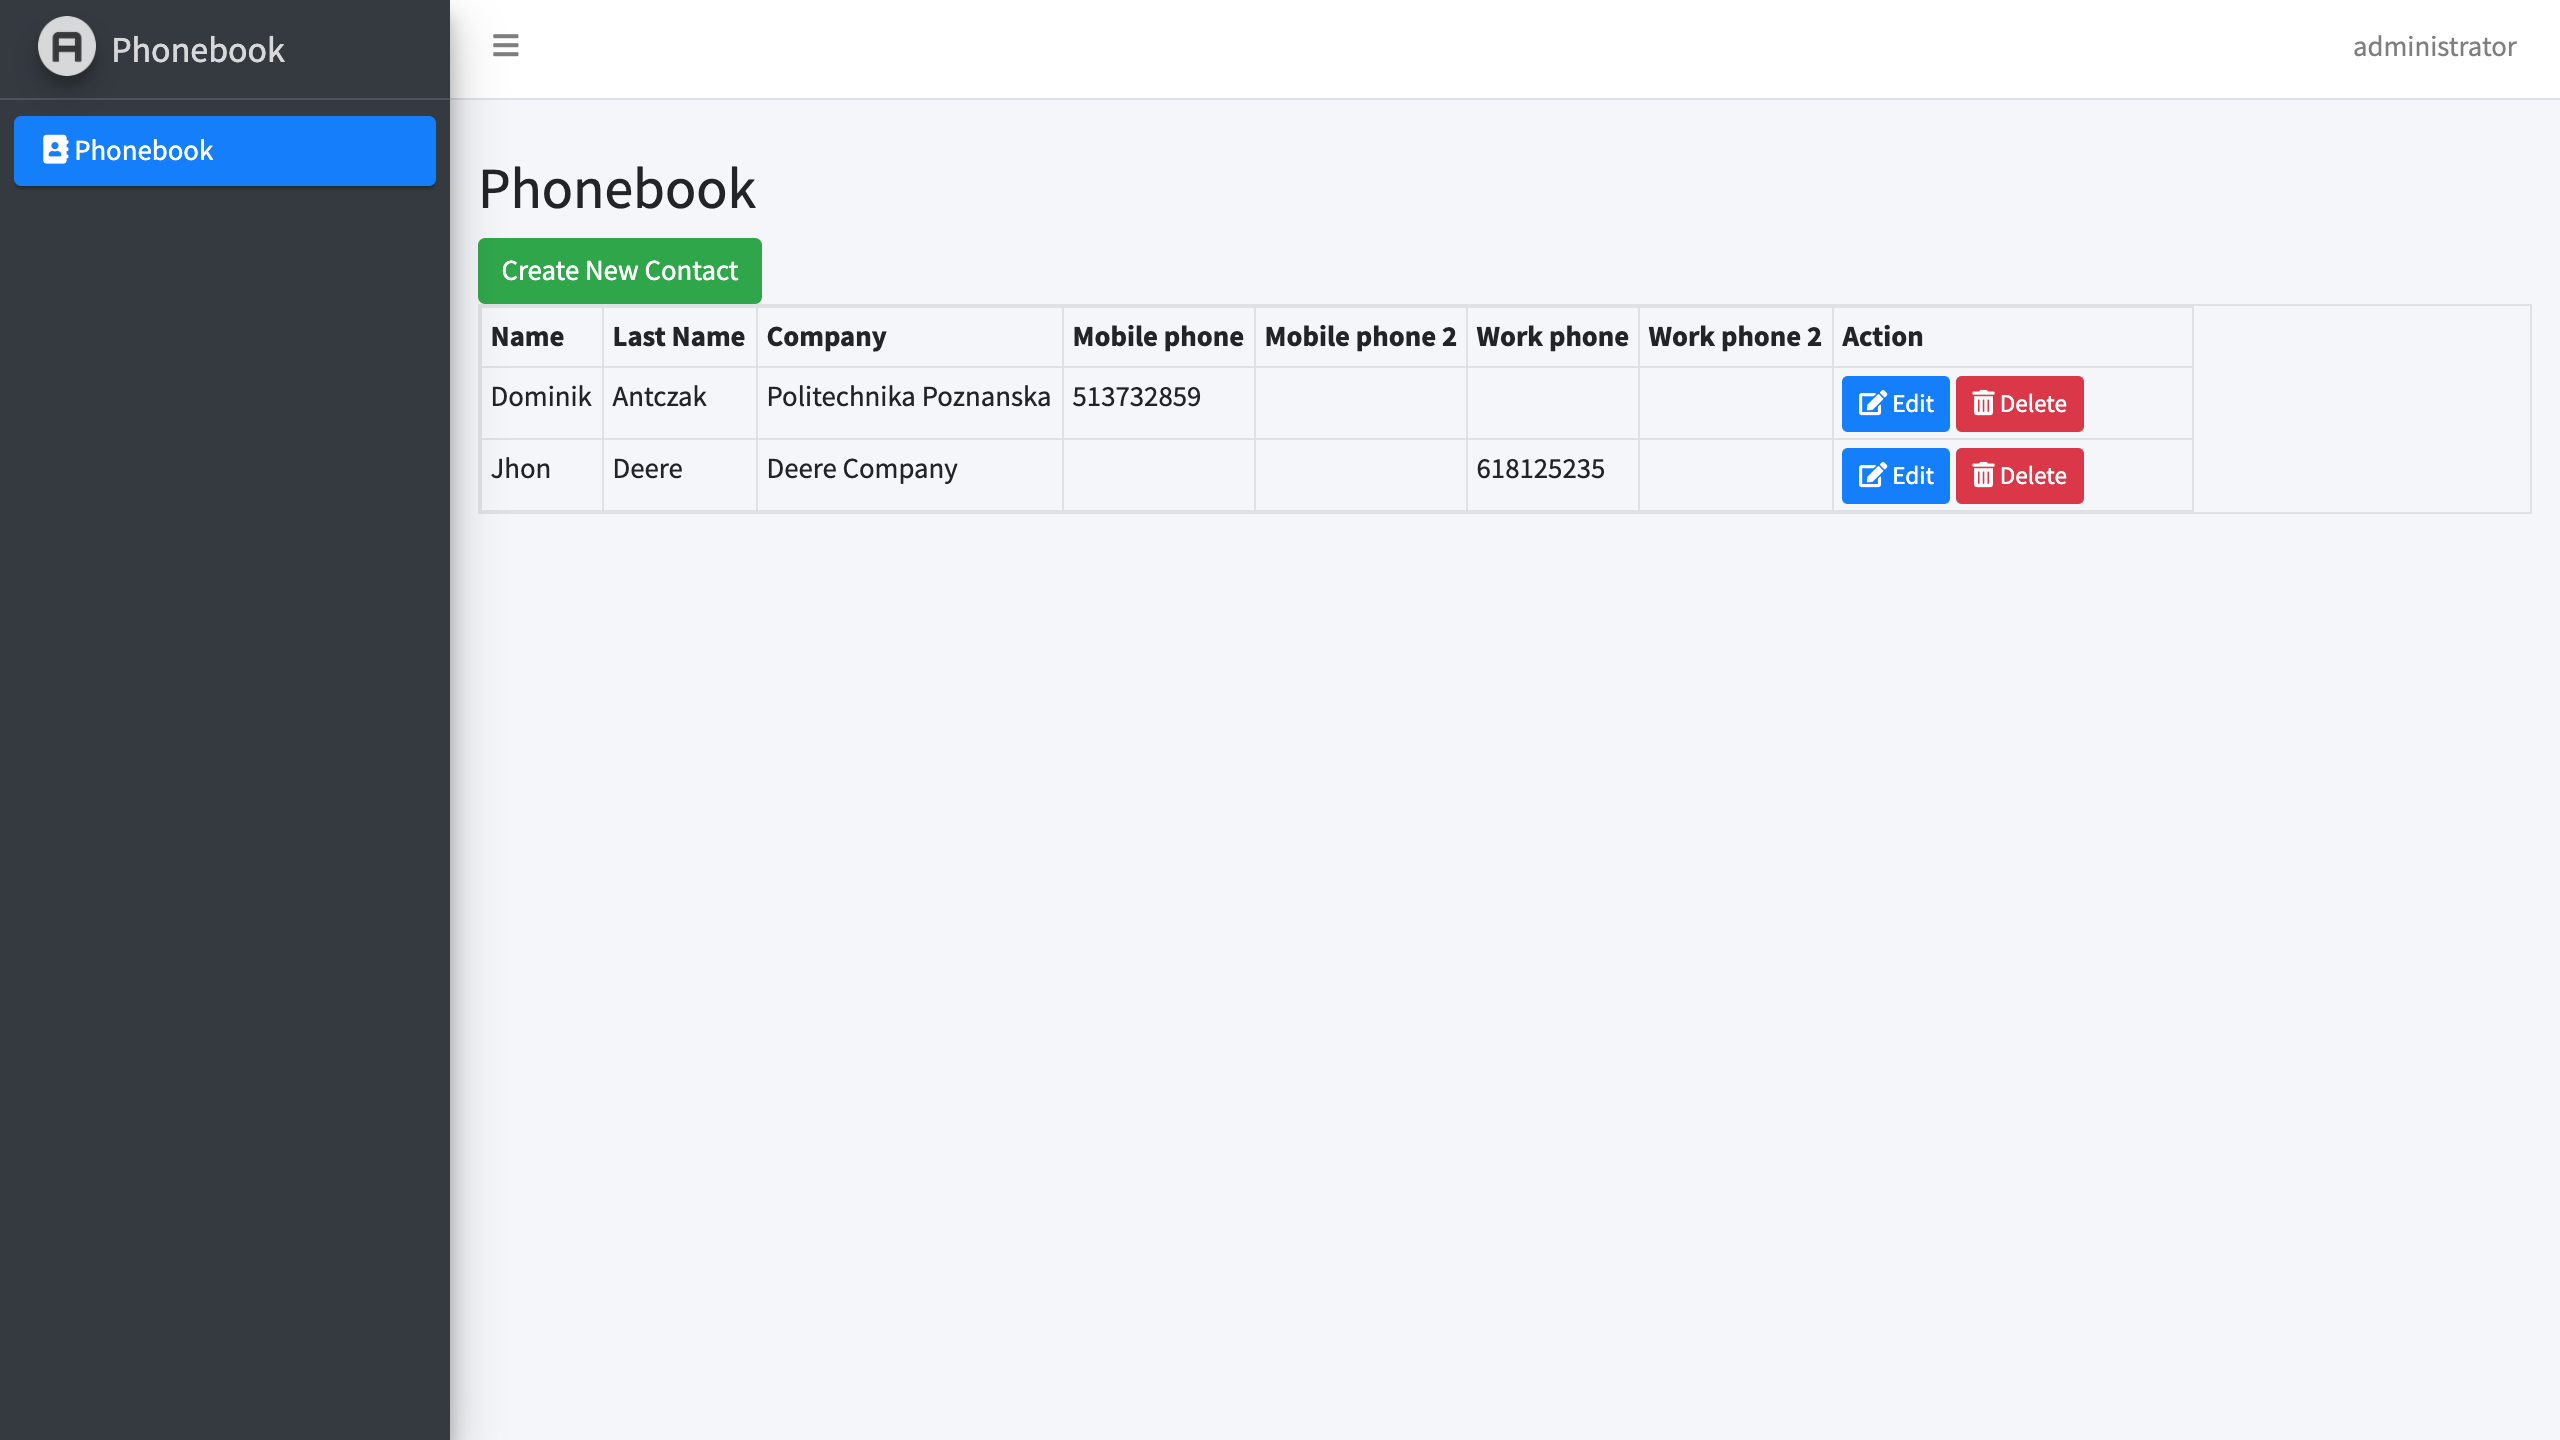 Phonebook
administrator
Phonebook
Phonebook
Create New Contact
Name Last Name Company Mobile phone Mobile phone 2 Work phone Work phone 2 Action
Dominik Antczak Politechnika Poznanska 513732859 Edit Delete
Jhon Deere Deere Company 618125235 Edit Delete